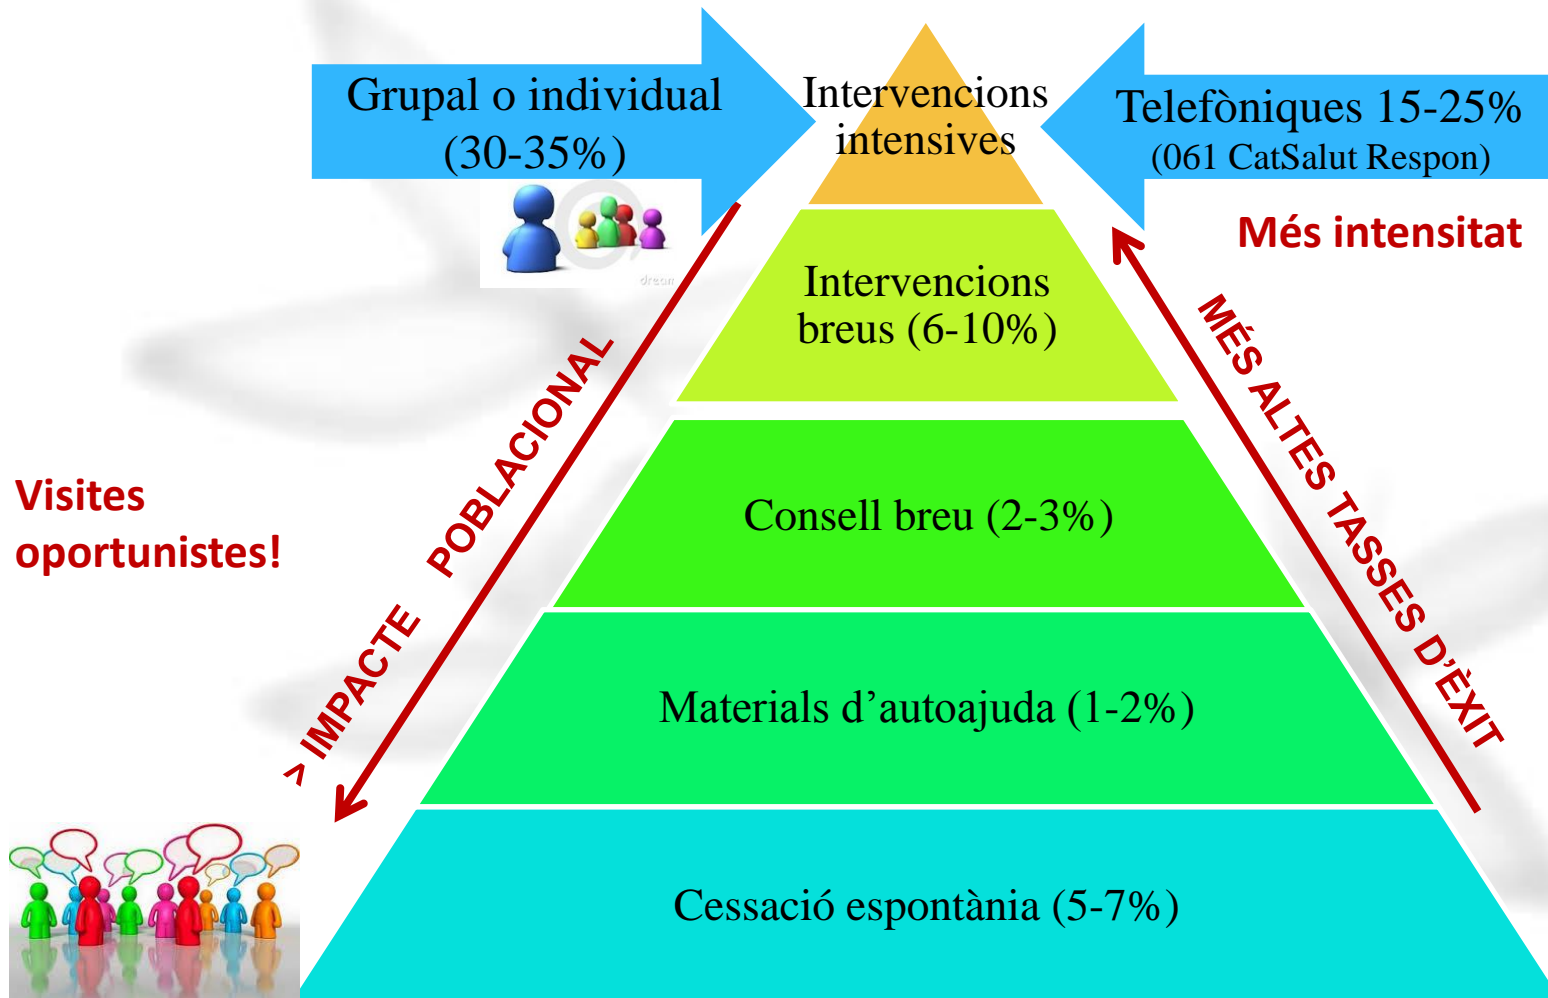 Grupal o individual
(30-35%)
Intervencions
intensives
Telefòniques 15-25%
(061 CatSalut Respon)
Més intensitat
drean
Intervencions
breus (6-10%)
> IMPACTE POBLACIONAL
MÉS ALTES TASSES D’ÈXIT
Visites
oportunistes!
Consell breu (2-3%)
Materials d’autoajuda (1-2%)
Cessació espontània (5-7%)